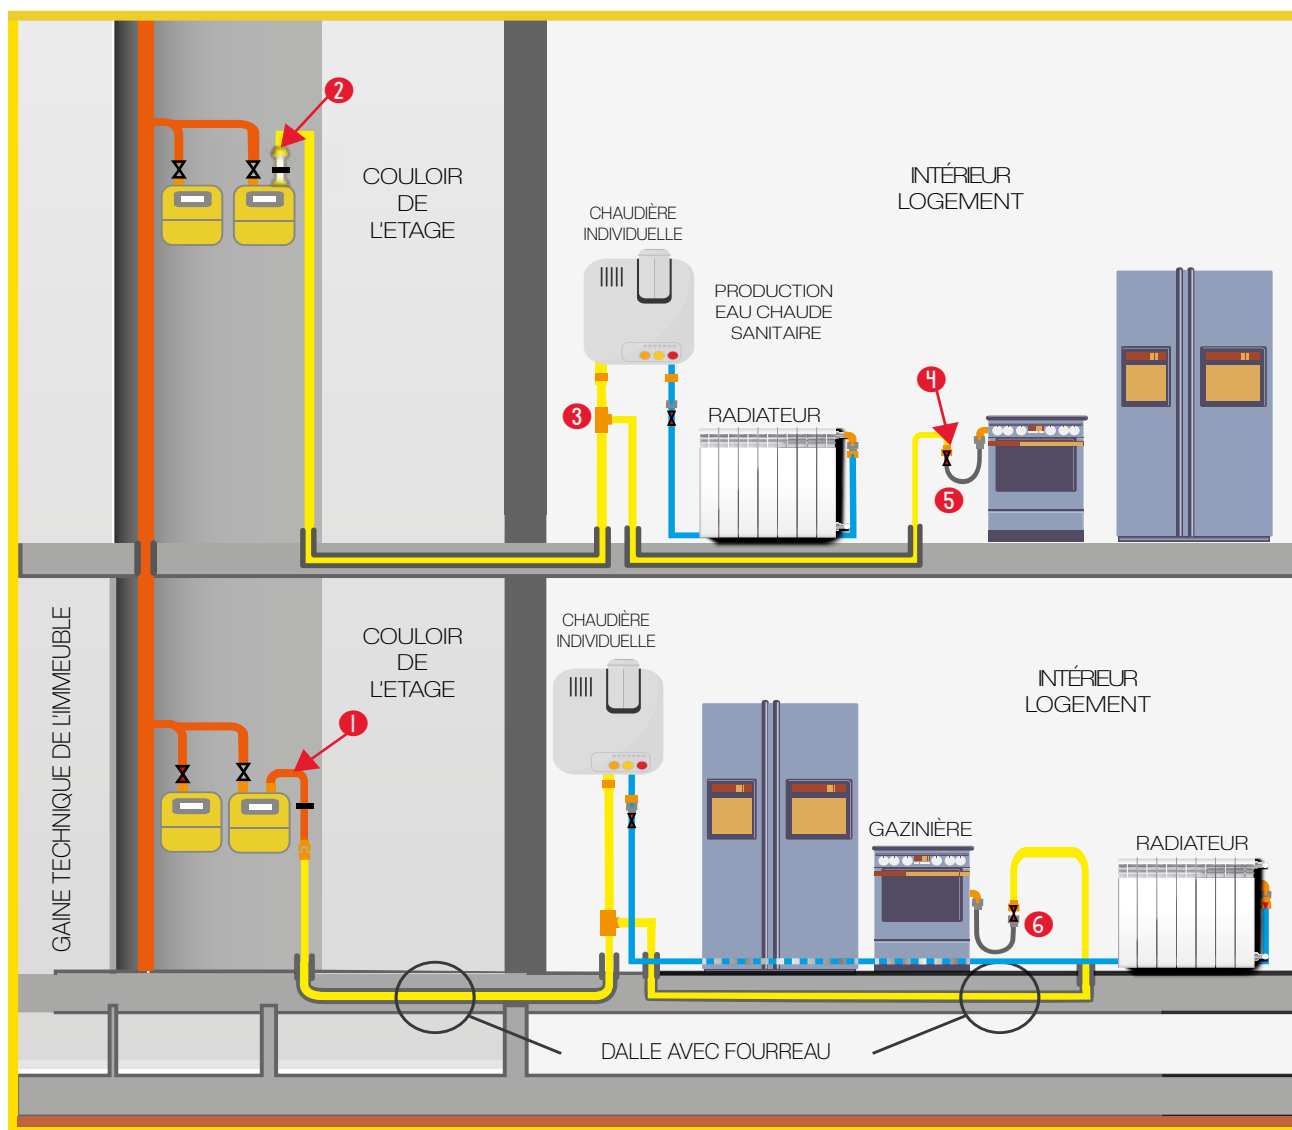 2
COULOIR
DE
L'ETAGE
INTÉRIEUR
LOGEMENT
CHAUDIÈRE
INDIVIDUELLE
PRODUCTION
EAU CHAUDE
SANITAIRE
4
3
RADIATEUR
5
GAINE TECHNIQUE DE L'IMMEUBLE
COULOIR
DE
L'ETAGE
CHAUDIÈRE
INDIVIDUELLE
INTÉRIEUR
LOGEMENT
1
GAZINIÈRE
RADIATEUR
6
DALLE AVEC FOURREAU